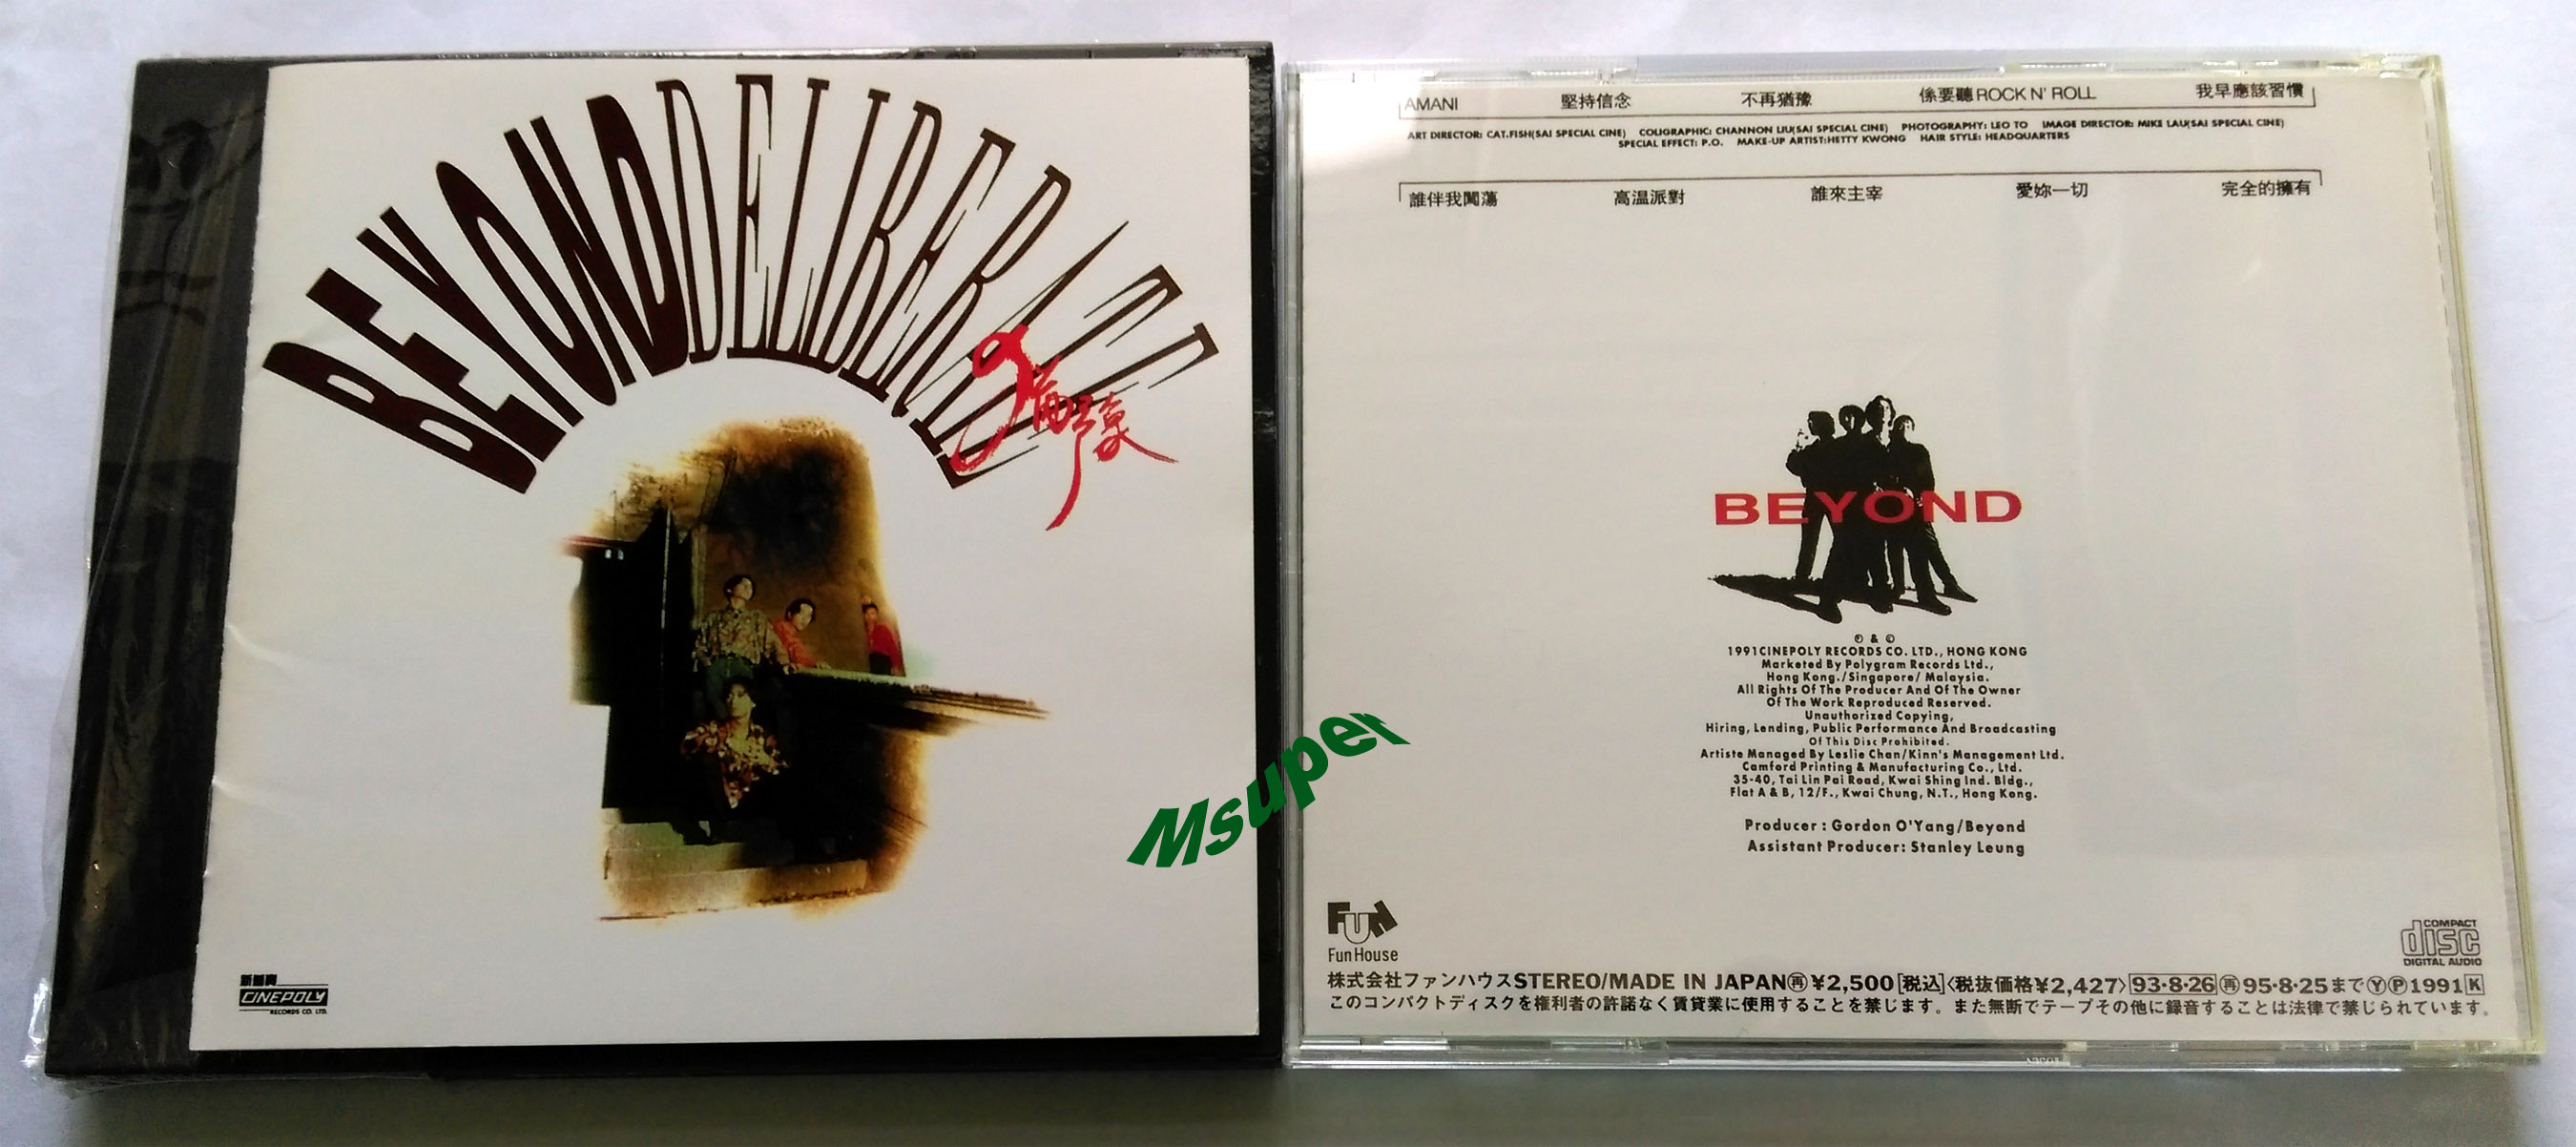 BEYOND DELIBERATE
猶豫
新藝寶
CINEPOLY
RECORDS CO. LTD.
Msuper
AMANI 堅持信念 不再猶豫 係要聽ROCK N' ROLL 我早應該習慣
ART DIRECTOR: CAT.FISH(SAI SPECIAL CINE) COLIGRAPHIC: CHANNON LIU(SAI SPECIAL CINE) PHOTOGRAPHY: LEO TO IMAGE DIRECTOR: MIKE LAU(SAI SPECIAL CINE)
SPECIAL EFFECT: P.O. MAKE-UP ARTIST:HETTY KWONG HAIR STYLE: HEADQUARTERS
誰伴我闖蕩 高温派對 誰來主宰 愛妳一切 完全的擁有
BEYOND
Ⓟ & ©
1991CINEPOLY RECORDS CO. LTD., HONG KONG
Marketed By Polygram Records Ltd.,
Hong Kong./Singapore/ Malaysia.
All Rights Of The Producer And Of The Owner
Of The Work Reproduced Reserved.
Unauthorized Copying,
Hiring, Lending, Public Performance And Broadcasting
Of This Disc Prohibited.
Artiste Managed By Leslie Chan/Kinn's Management Ltd.
Camford Printing & Manufacturing Co., Ltd.
35-40, Tai Lin Pai Road, Kwai Shing Ind. Bldg.,
Flat A & B, 12/F., Kwai Chung, N.T., Hong Kong.
Producer : Gordon O'Yang/Beyond
Assistant Producer: Stanley Leung
FUN
Fun House
COMPACT
disc
DIGITAL AUDIO
株式会社ファンハウスSTEREO/MADE IN JAPAN㊢¥2,500[税込]〈税抜価格¥2,427〉93·8·26再95·8·25までⓎⓅ1991K
このコンパクトディスクを権利者の許諾なく賃貸業に使用することを禁じます。また無断でテープその他に録音することは法律で禁じられています。